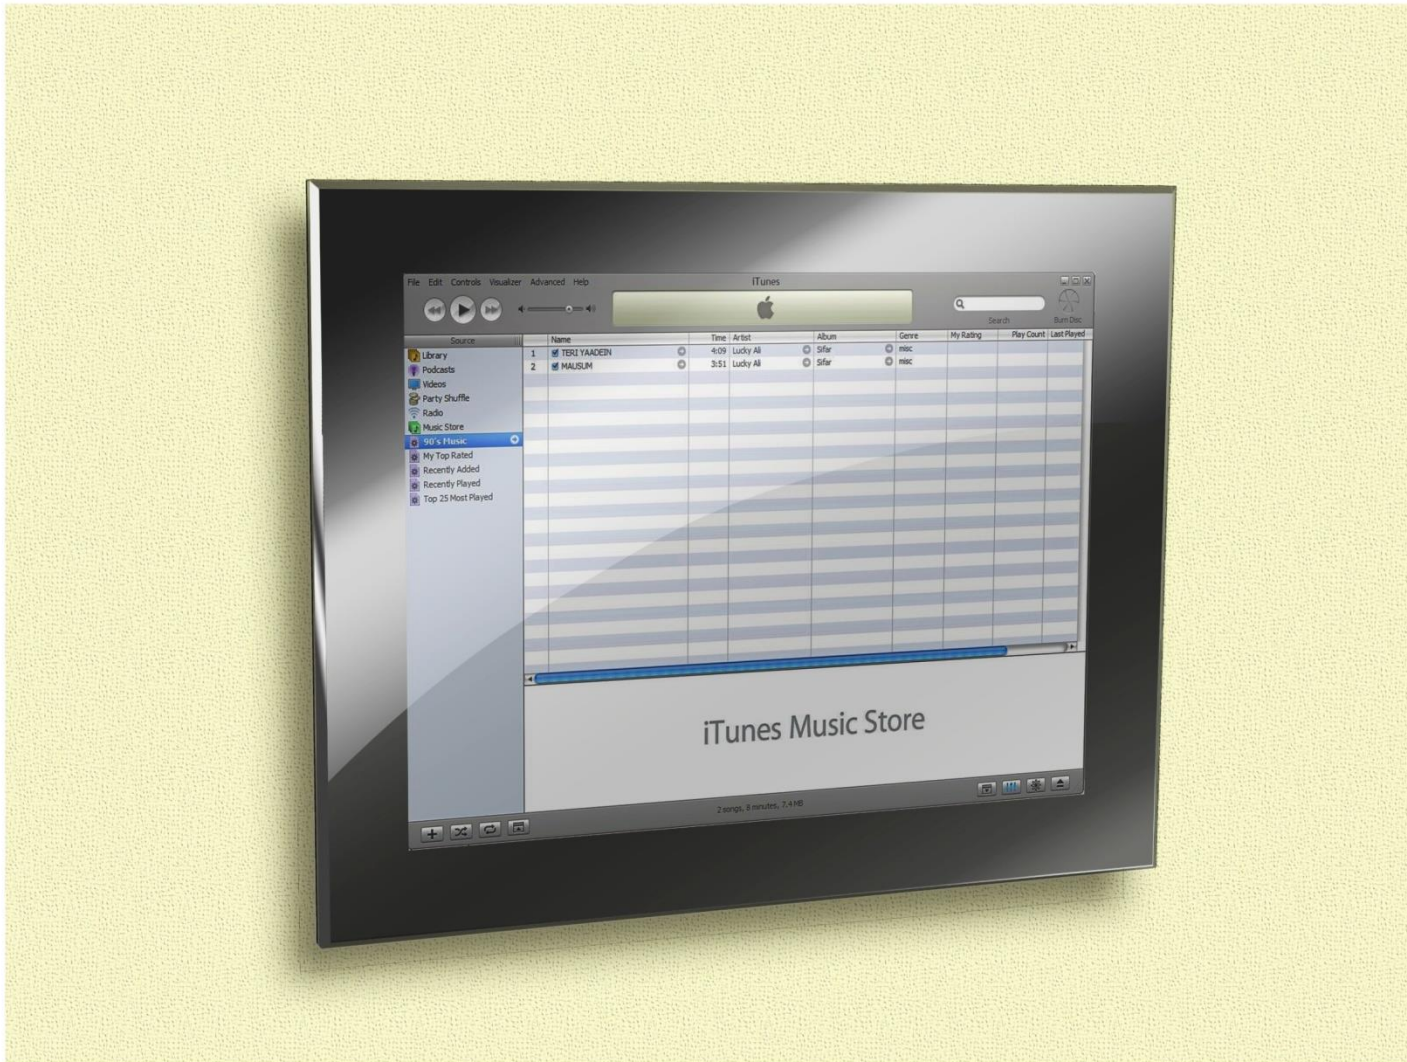 File Edit Controls Visualizer Advanced Help
iTunes
Search
Burn Disc
Source
Library
Podcasts
Videos
Party Shuffle
Radio
Music Store
90's Music
My Top Rated
Recently Added
Recently Played
Top 25 Most Played
Name Time Artist Album Genre My Rating Play Count Last Played
1 TERI YAADEIN 4:09 Lucky Ali Sifar misc
2 MAUSUM 3:51 Lucky Ali Sifar misc
iTunes Music Store
2 songs, 8 minutes, 7.4 MB